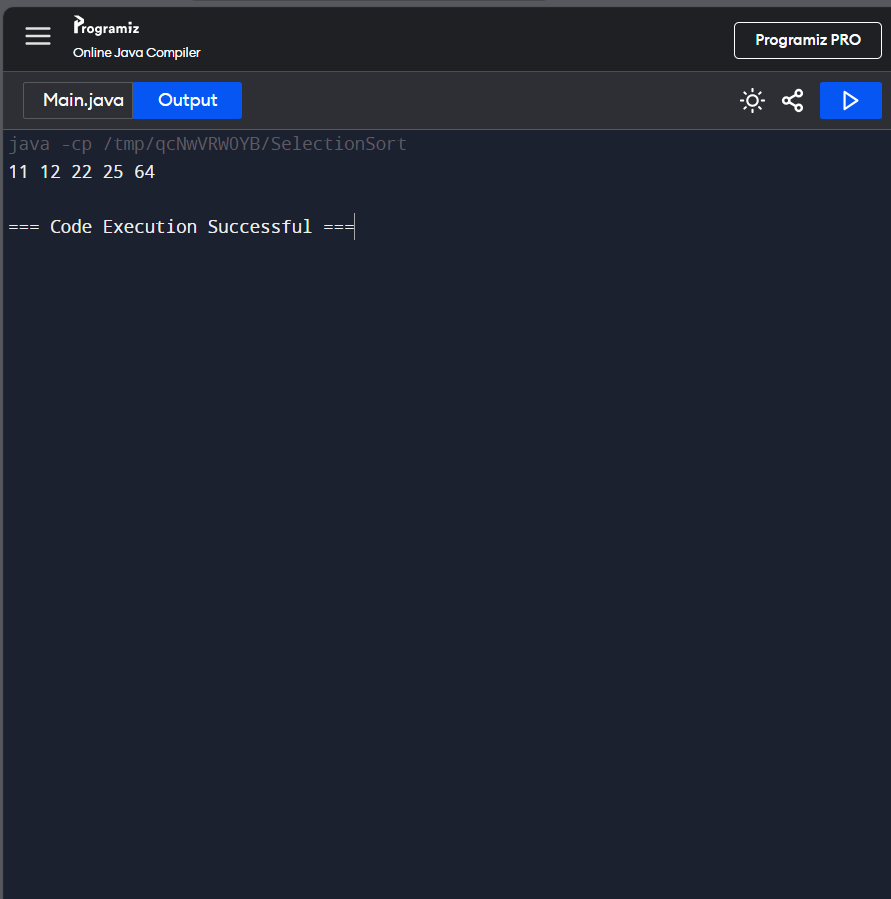 Programiz
Online Java Compiler
Programiz PRO
Main.java
Output
java -cp /tmp/qcNwVRW0YB/SelectionSort
11 12 22 25 64
=== Code Execution Successful ===